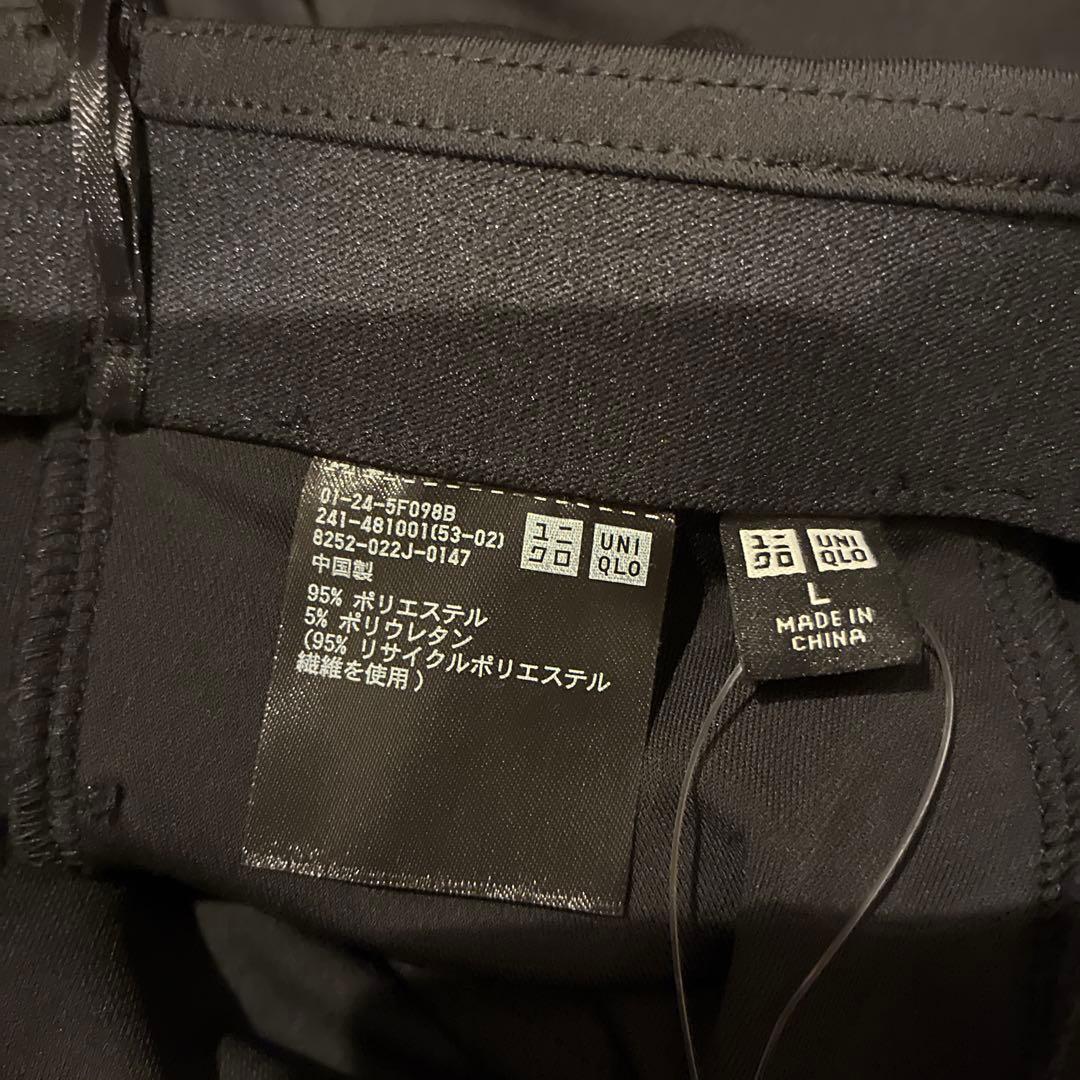 01-24-5F098B
241-481001(53-02)
8252-022J-0147
中国製
95% ポリエステル
5% ポリウレタン
(95% リサイクルポリエステル
繊維を使用)
ユニ
クロ
UNI
QLO
ユニ
クロ
UNI
QLO
L
MADE IN
CHINA